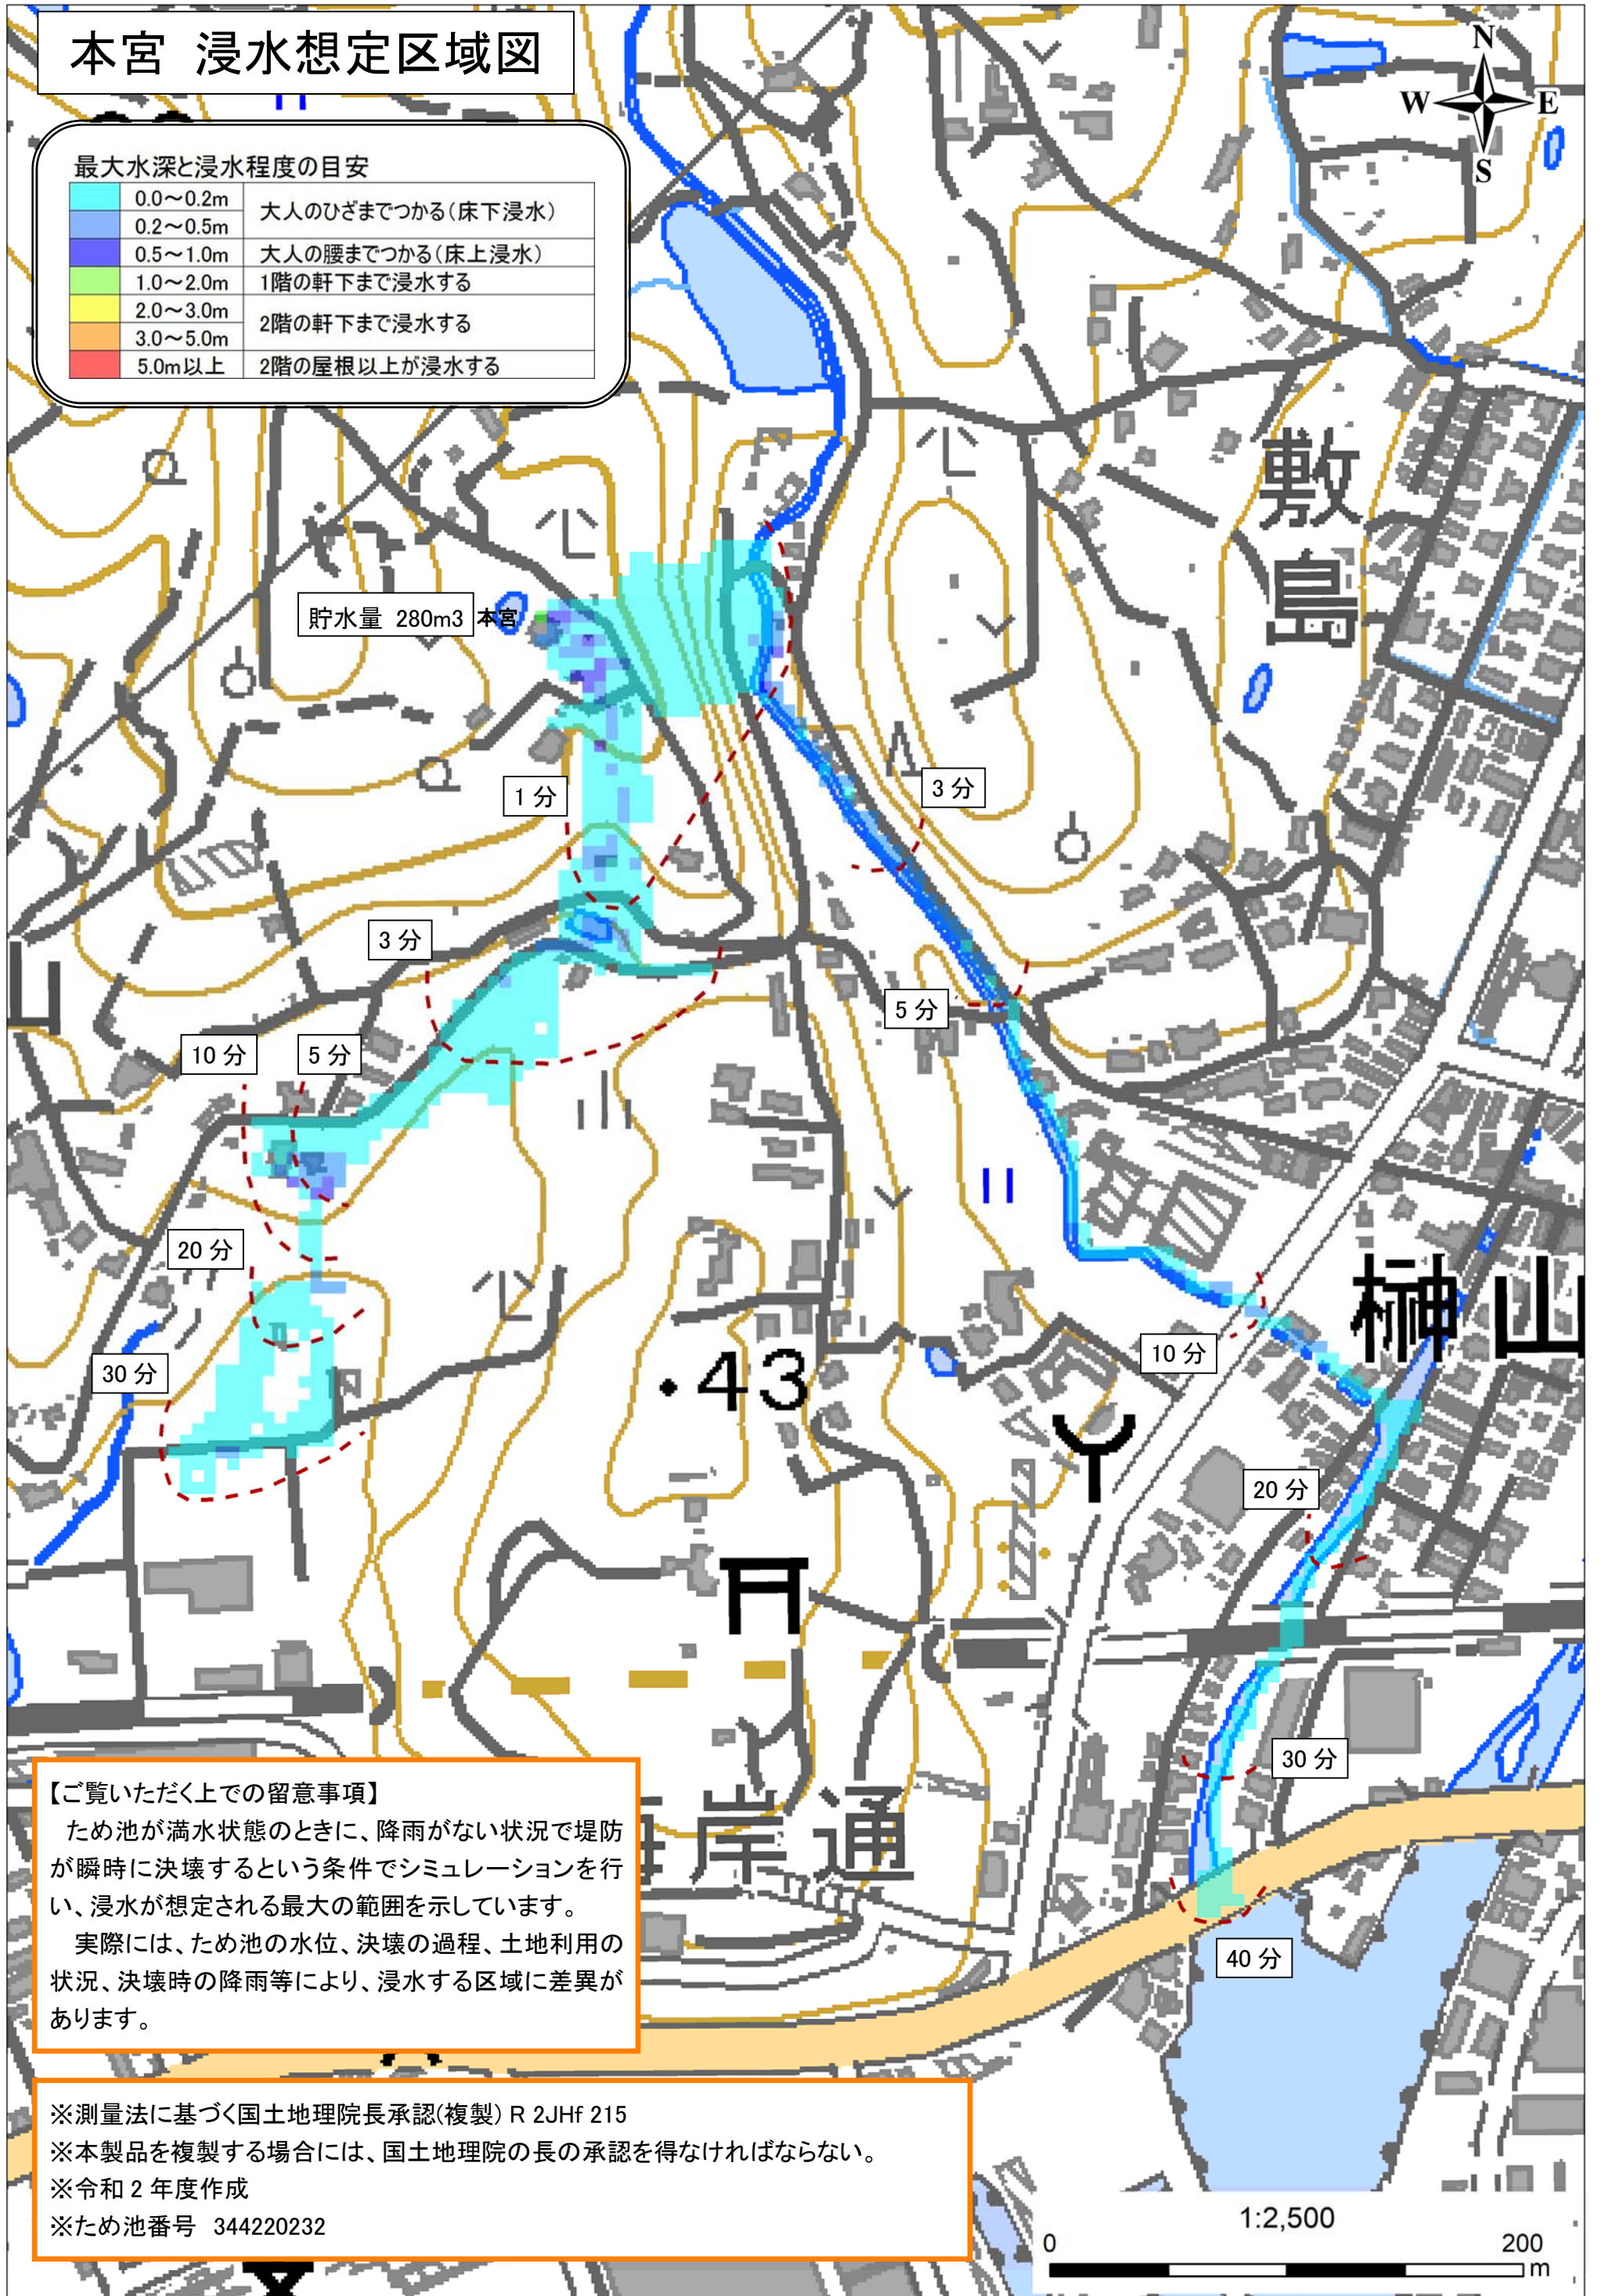 本宮 浸水想定区域図
N
W
E
S
最大水深と浸水程度の目安
0.0～0.2m
大人のひざまでつかる(床下浸水)
0.2～0.5m
0.5～1.0m 大人の腰までつかる(床上浸水)
1.0～2.0m 1階の軒下まで浸水する
2.0～3.0m
2階の軒下まで浸水する
3.0～5.0m
5.0m以上 2階の屋根以上が浸水する
敷島
貯水量 280m3
本宮
1 分
3 分
3 分
5 分
10 分
5 分
20 分
30 分
10 分
榊山
・43
20 分
30 分
40 分
岸通
【ご覧いただく上での留意事項】
ため池が満水状態のときに、降雨がない状況で堤防
が瞬時に決壊するという条件でシミュレーションを行
い、浸水が想定される最大の範囲を示しています。
実際には、ため池の水位、決壊の過程、土地利用の
状況、決壊時の降雨等により、浸水する区域に差異が
あります。
※測量法に基づく国土地理院長承認(複製) R 2JHf 215
※本製品を複製する場合には、国土地理院の長の承認を得なければならない。
※令和 2 年度作成
※ため池番号 344220232
1:2,500
0 200
m